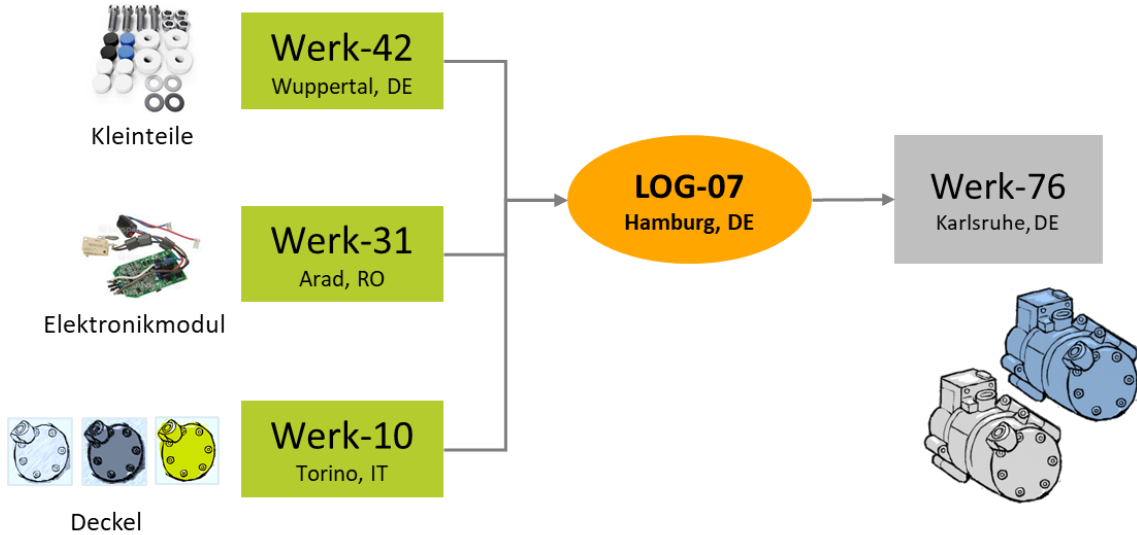 Werk-42
Wuppertal, DE
Kleinteile
LOG-07
Hamburg, DE
Werk-76
Karlsruhe, DE
Werk-31
Arad, RO
Elektronikmodul
Werk-10
Torino, IT
Deckel